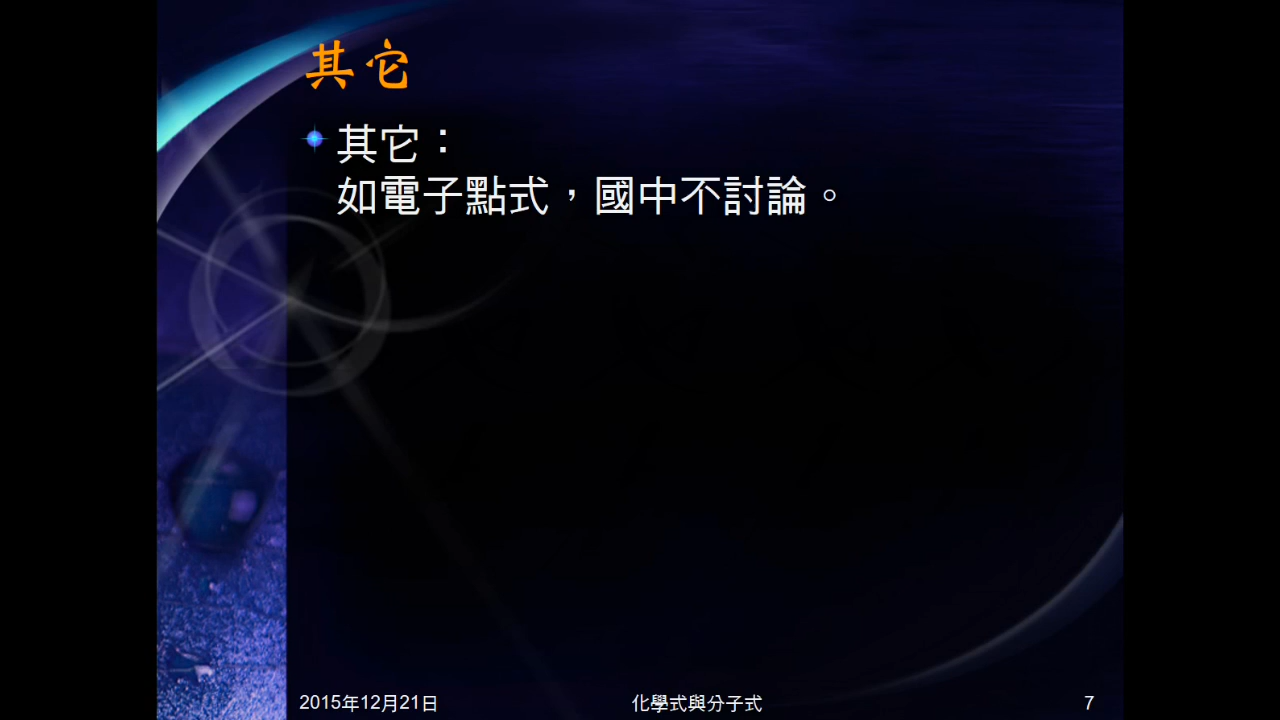 其它
其它：
如電子點式，國中不討論。
2015年12月21日
化學式與分子式
7